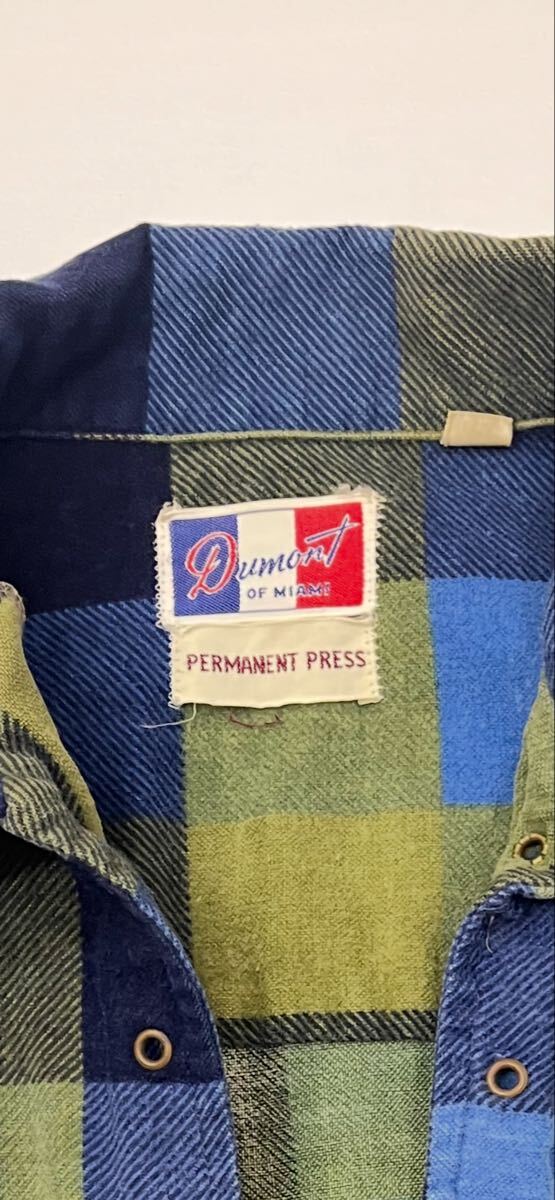 Dumont
OF MIAMI
PERMANENT PRESS